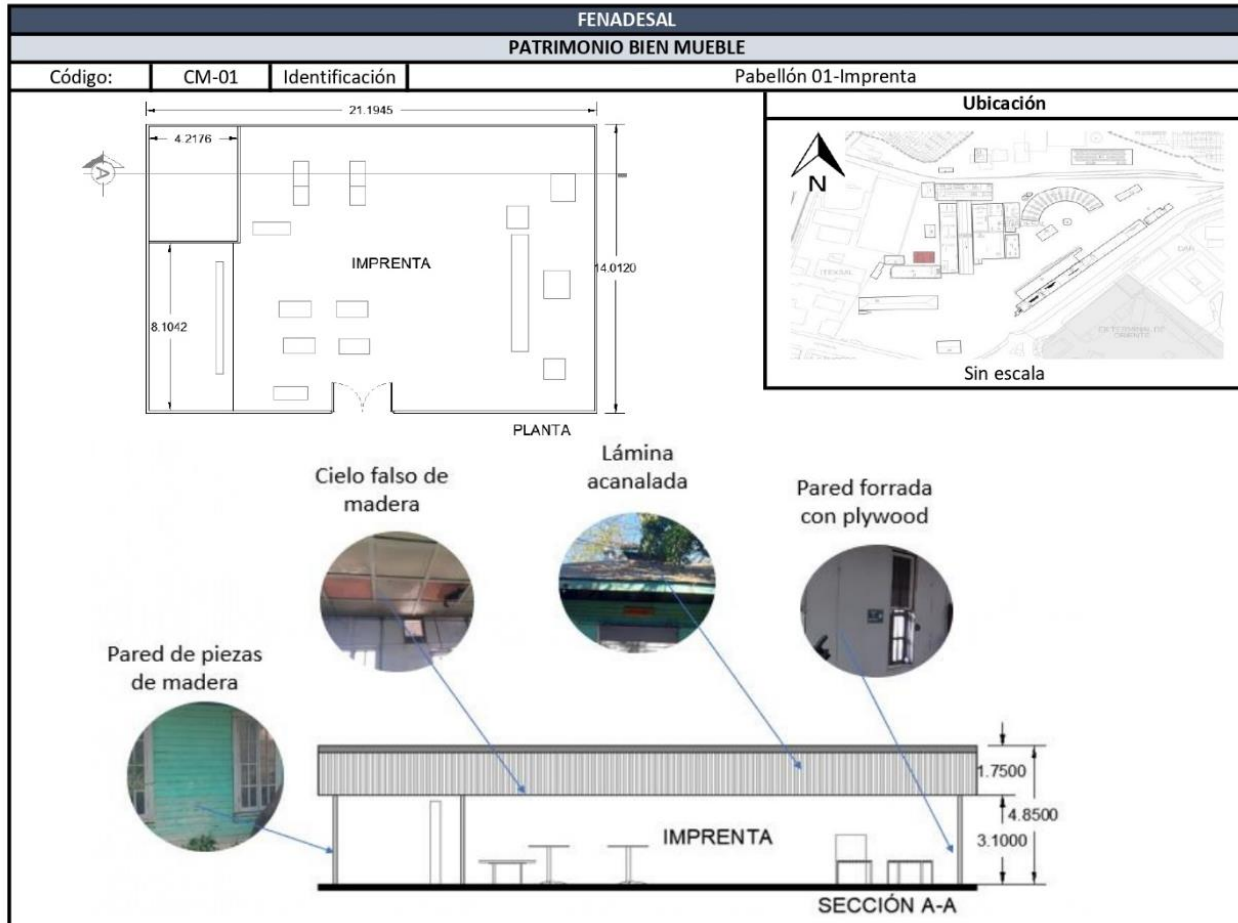 FENADESAL
PATRIMONIO BIEN MUEBLE
Código: CM-01 Identificación Pabellón 01-Imprenta
Ubicación
21.1945
4.2176
A
IMPRENTA
14.0120
8.1042
PLANTA
N
Sin escala
Cielo falso de
madera
Lámina
acanalada
Pared forrada
con plywood
Pared de piezas
de madera
1.7500
4.8500
3.1000
IMPRENTA
SECCIÓN A-A